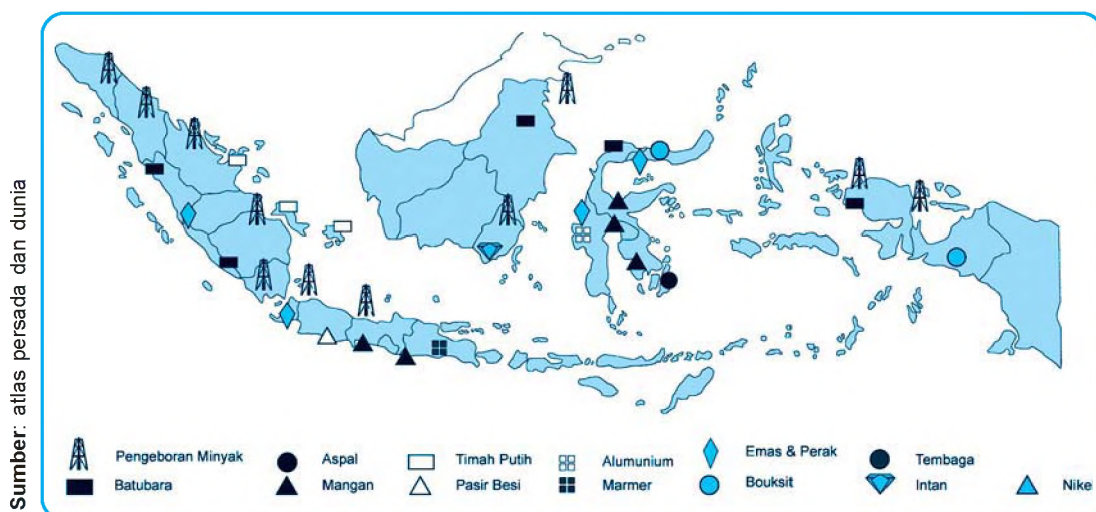 Sumber: atlas persada dan dunia
Pengeboran Minyak
Aspal
Timah Putih
Alumunium
Emas & Perak
Tembaga
Batubara
Mangan
Pasir Besi
Marmer
Bouksit
Intan
Nike